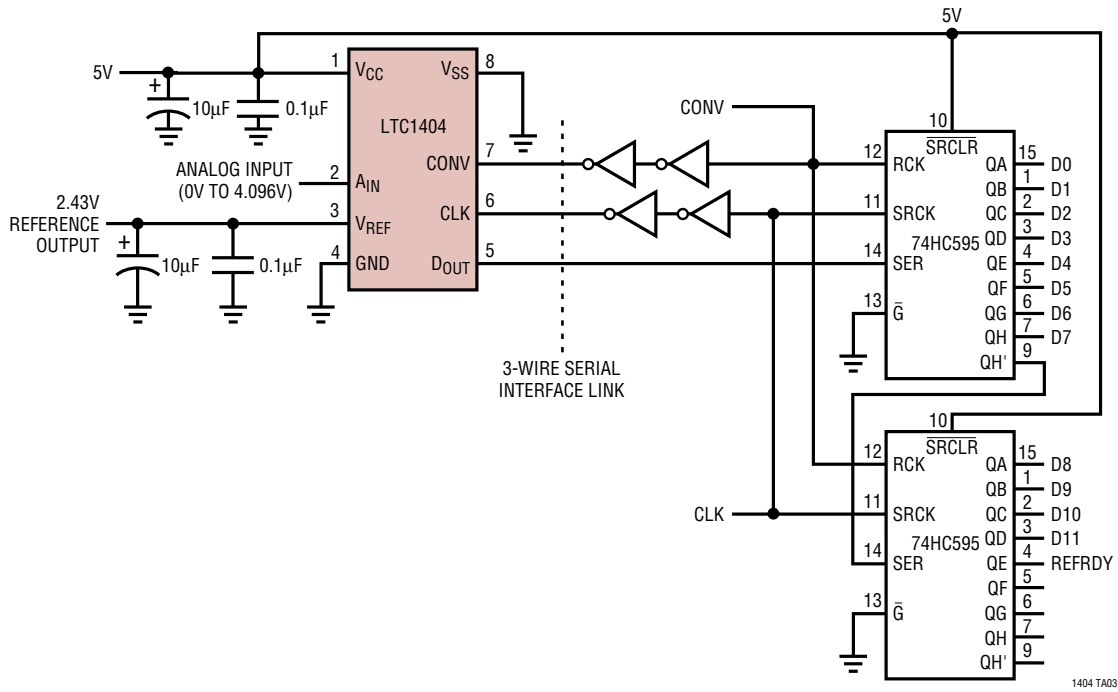 5V
5V
+
10µF
0.1µF
1
VCC
VSS
8
LTC1404
ANALOG INPUT
(0V TO 4.096V)
2
AIN
CONV
7
2.43V
REFERENCE
OUTPUT
3
VREF
CLK
6
+
10µF
0.1µF
4
GND
DOUT
5
3-WIRE SERIAL
INTERFACE LINK
CONV
CLK
10
SRCLR
12
RCK
11
SRCK
74HC595
14
SER
13
G
QA
15
D0
QB
1
D1
QC
2
D2
QD
3
D3
QE
4
D4
QF
5
D5
QG
6
D6
QH
7
D7
QH'
9
10
SRCLR
12
RCK
11
SRCK
74HC595
14
SER
13
G
QA
15
D8
QB
1
D9
QC
2
D10
QD
3
D11
QE
4
REFRDY
QF
5
QG
6
QH
7
QH'
9
1404 TA03